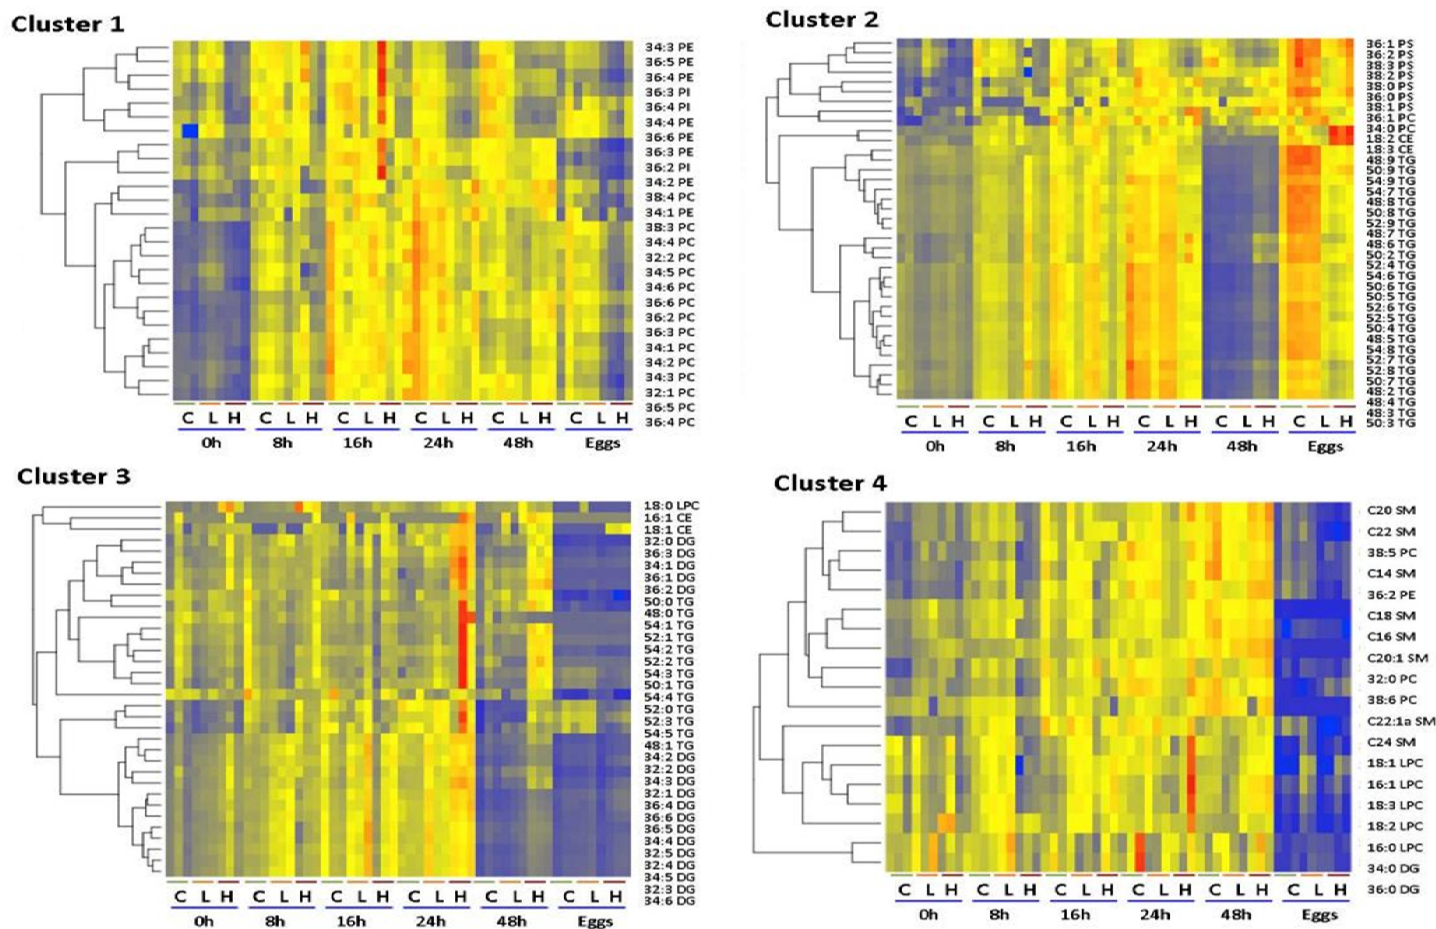 Cluster 1
34:3 PE
36:5 PE
36:4 PE
36:3 PI
36:4 PI
34:4 PE
36:6 PE
36:3 PE
36:2 PI
34:2 PE
38:4 PC
34:1 PE
38:3 PC
34:4 PC
32:2 PC
34:5 PC
34:6 PC
36:6 PC
36:2 PC
36:3 PC
34:1 PC
34:2 PC
34:3 PC
32:1 PC
36:5 PC
36:4 PC
C L H C L H C L H C L H C L H C L H
0h 8h 16h 24h 48h Eggs
Cluster 2
36:1 PS
36:2 PS
38:3 PS
38:2 PS
38:0 PS
36:0 PS
38:1 PS
36:1 PC
34:0 PC
18:2 CE
18:3 CE
48:9 TG
50:9 TG
54:9 TG
54:7 TG
48:8 TG
50:8 TG
52:9 TG
48:7 TG
48:6 TG
50:2 TG
52:4 TG
54:6 TG
50:6 TG
50:5 TG
52:6 TG
52:5 TG
50:4 TG
48:5 TG
54:8 TG
52:7 TG
52:8 TG
50:7 TG
48:2 TG
48:4 TG
48:3 TG
50:3 TG
C L H C L H C L H C L H C L H C L H
0h 8h 16h 24h 48h Eggs
Cluster 3
18:0 LPC
16:1 CE
18:1 CE
32:0 DG
36:3 DG
34:1 DG
36:1 DG
36:2 DG
50:0 TG
48:0 TG
54:1 TG
52:1 TG
54:2 TG
52:2 TG
54:3 TG
50:1 TG
54:4 TG
52:0 TG
52:3 TG
54:5 TG
48:1 TG
34:2 DG
32:2 DG
34:3 DG
32:1 DG
36:4 DG
36:6 DG
36:5 DG
34:4 DG
32:5 DG
32:4 DG
34:5 DG
32:3 DG
34:6 DG
C L H C L H C L H C L H C L H C L H
0h 8h 16h 24h 48h Eggs
Cluster 4
C20 SM
C22 SM
38:5 PC
C14 SM
36:2 PE
C18 SM
C16 SM
C20:1 SM
32:0 PC
38:6 PC
C22:1a SM
C24 SM
18:1 LPC
16:1 LPC
18:3 LPC
18:2 LPC
16:0 LPC
34:0 DG
36:0 DG
C L H C L H C L H C L H C L H C L H
0h 8h 16h 24h 48h Eggs